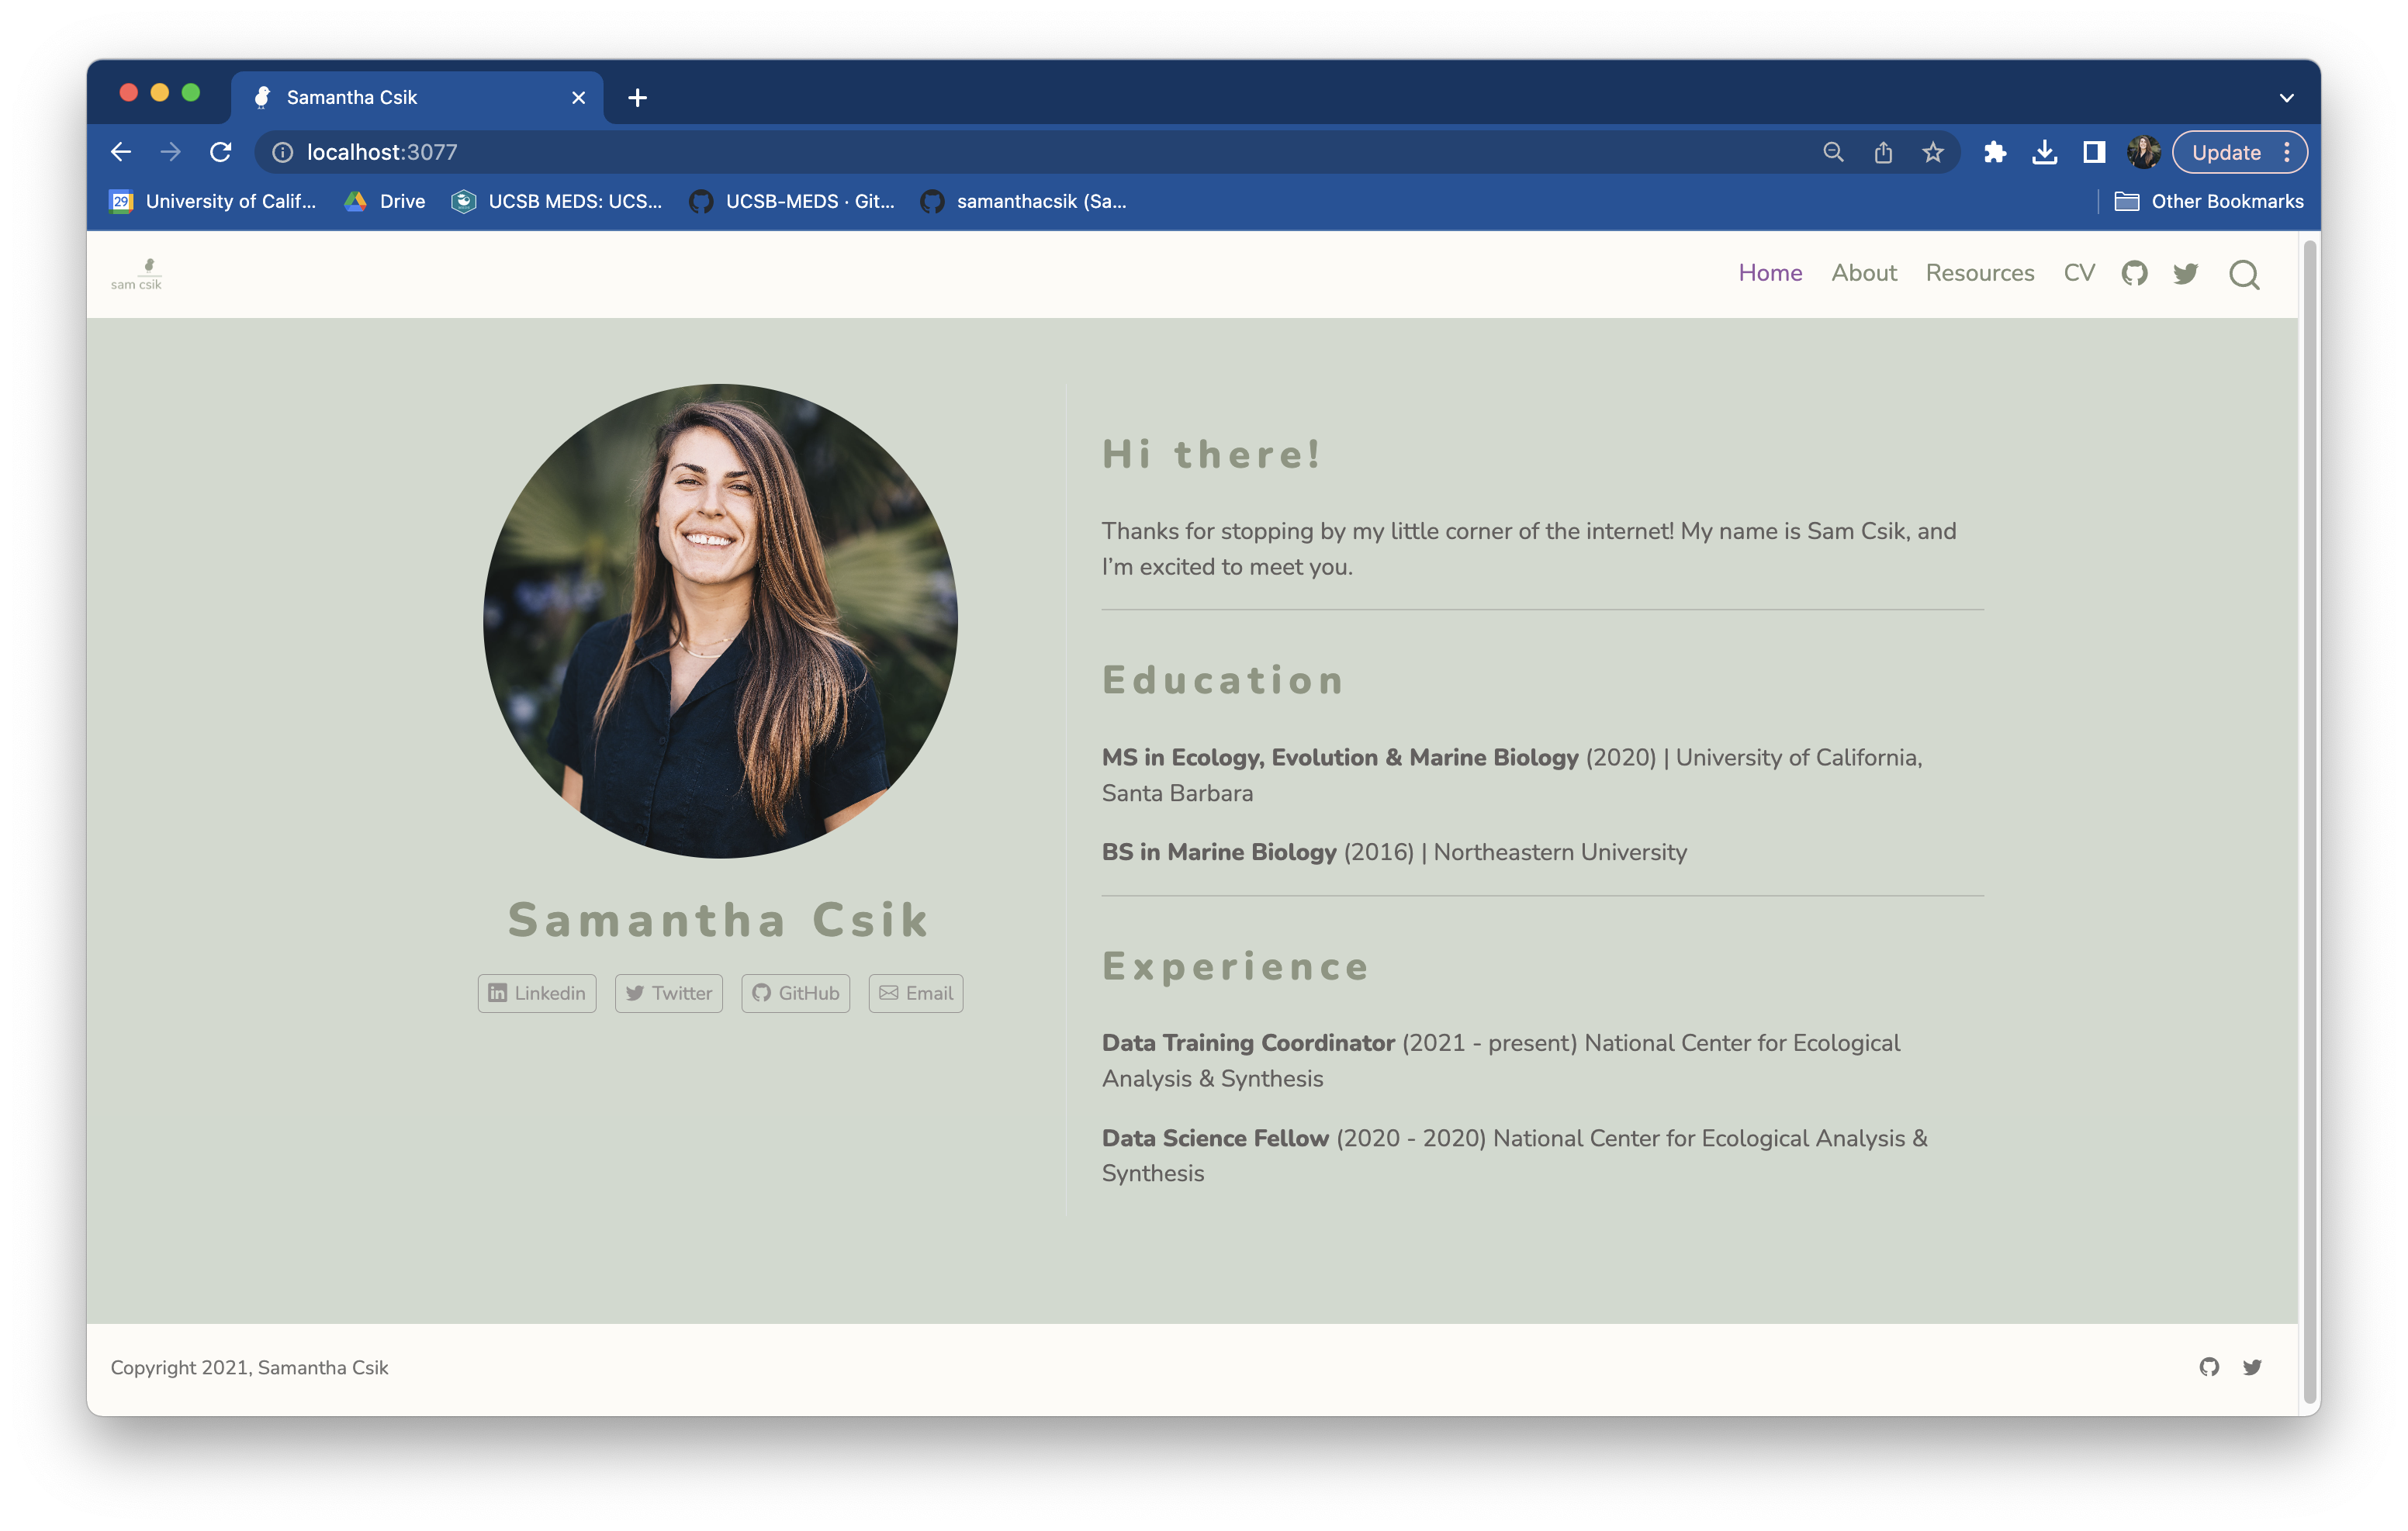 Samantha Csik
localhost:3077
Update
29 University of Calif...
Drive
UCSB MEDS: UCS...
UCSB-MEDS · Git...
samanthacsik (Sa...
Other Bookmarks
sam csik
Home
About
Resources
CV
Samantha Csik
Linkedin
Twitter
GitHub
Email
Hi there!
Thanks for stopping by my little corner of the internet! My name is Sam Csik, and
I’m excited to meet you.
Education
MS in Ecology, Evolution & Marine Biology (2020) | University of California,
Santa Barbara
BS in Marine Biology (2016) | Northeastern University
Experience
Data Training Coordinator (2021 - present) National Center for Ecological
Analysis & Synthesis
Data Science Fellow (2020 - 2020) National Center for Ecological Analysis &
Synthesis
Copyright 2021, Samantha Csik